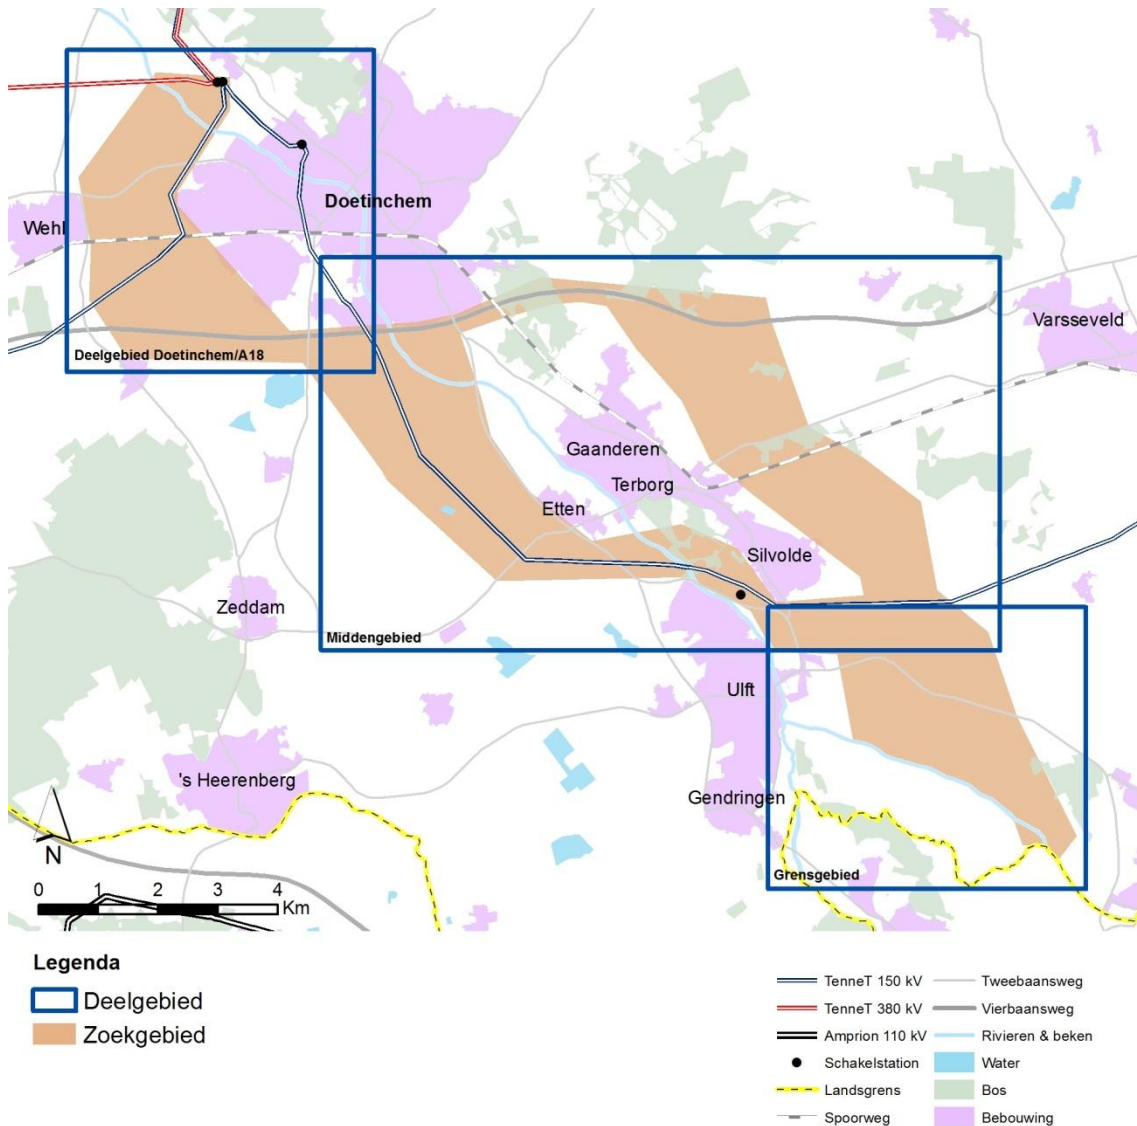 Doetinchem
Wehl
Varsseveld
Deelgebied Doetinchem/A18
Gaanderen
Terborg
Etten
Silvolde
Zeddam
Middengebied
Ulft
's Heerenberg
Gendringen
N
Grensgebied
0 1 2 3 4
Km
Legenda
Deelgebied
Zoekgebied
TenneT 150 kV
TenneT 380 kV
Amprion 110 kV
Schakelstation
Landsgrens
Spoorweg
Tweebaansweg
Vierbaansweg
Rivieren & beken
Water
Bos
Bebouwing